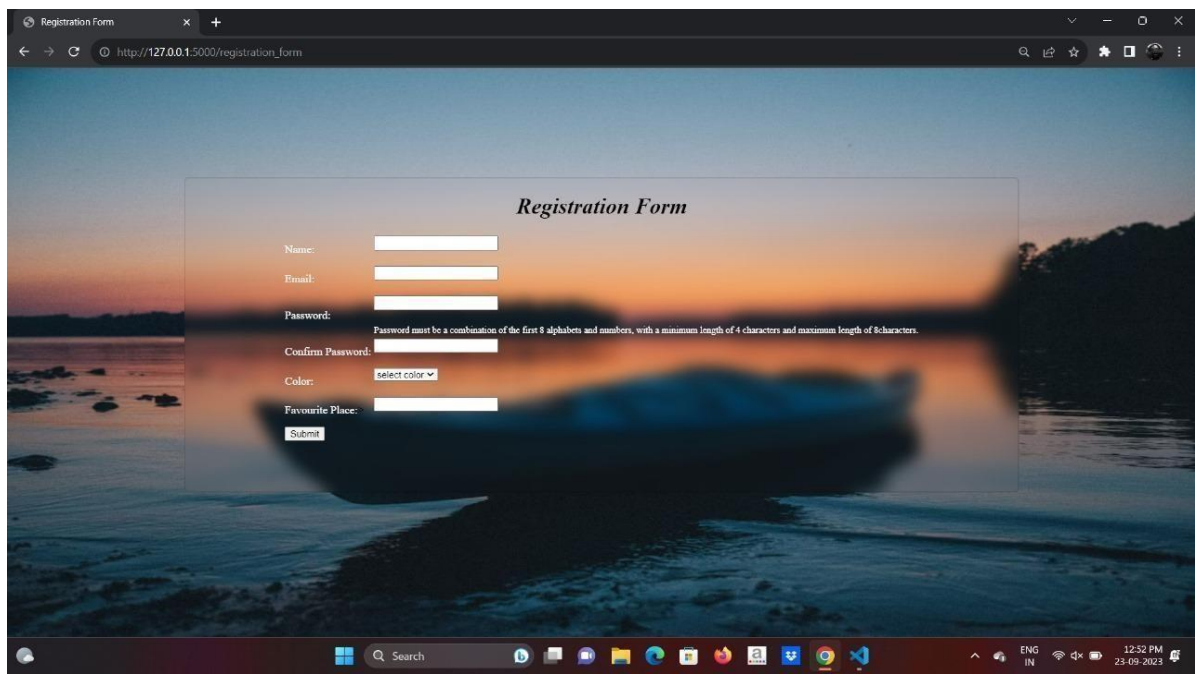 Registration Form
http://127.0.0.1:5000/registration_form
Registration Form
Name:
Email:
Password:
Password must be a combination of the first 8 alphabets and numbers, with a minimum length of 4 characters and maximum length of 8characters.
Confirm Password:
Color:
select color
Favourite Place:
Submit
Search
ENG
IN
12:52 PM
23-09-2023